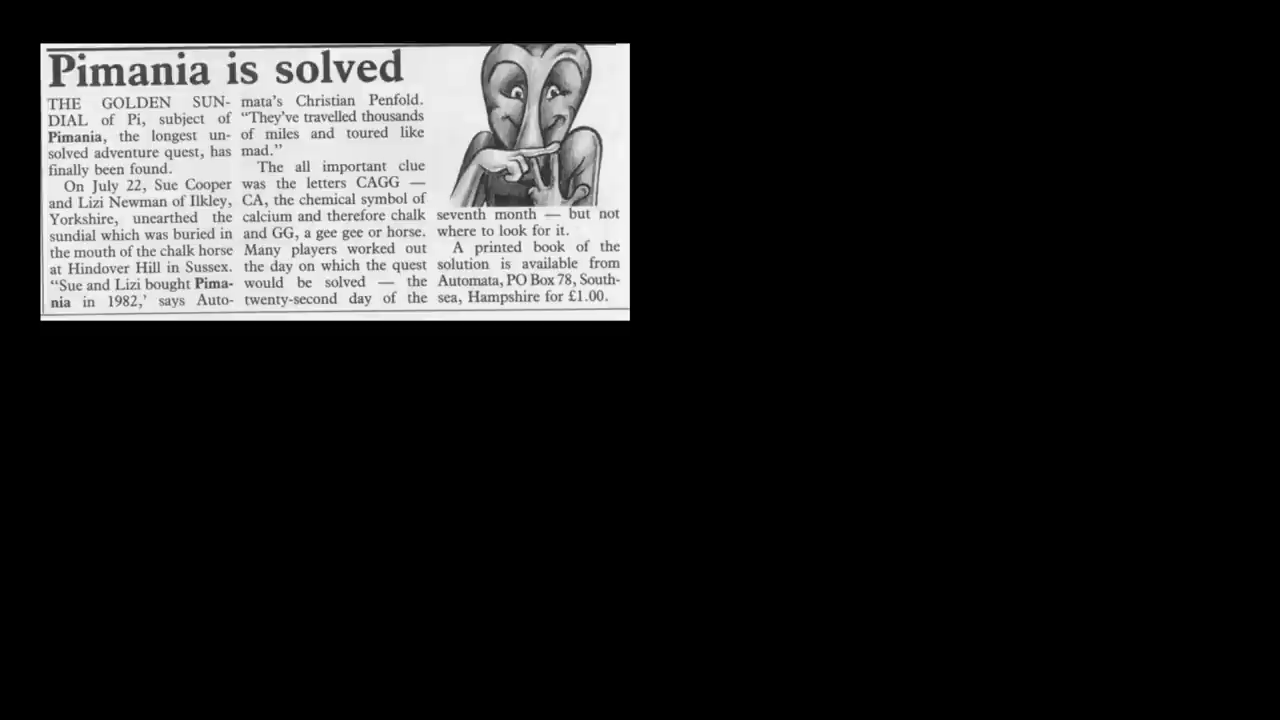 Pimania is solved
THE GOLDEN SUN-
DIAL of Pi, subject of
Pimania, the longest un-
solved adventure quest, has
finally been found.
On July 22, Sue Cooper
and Lizi Newman of Ilkley,
Yorkshire, unearthed the
sundial which was buried in
the mouth of the chalk horse
at Hindover Hill in Sussex.
“Sue and Lizi bought Pima-
nia in 1982,’ says Auto-
mata’s Christian Penfold.
“They’ve travelled thousands
of miles and toured like
mad.”
The all important clue
was the letters CAGG —
CA, the chemical symbol of
calcium and therefore chalk
and GG, a gee gee or horse.
Many players worked out
the day on which the quest
would be solved — the
twenty-second day of the
seventh month — but not
where to look for it.
A printed book of the
solution is available from
Automata, PO Box 78, South-
sea, Hampshire for £1.00.